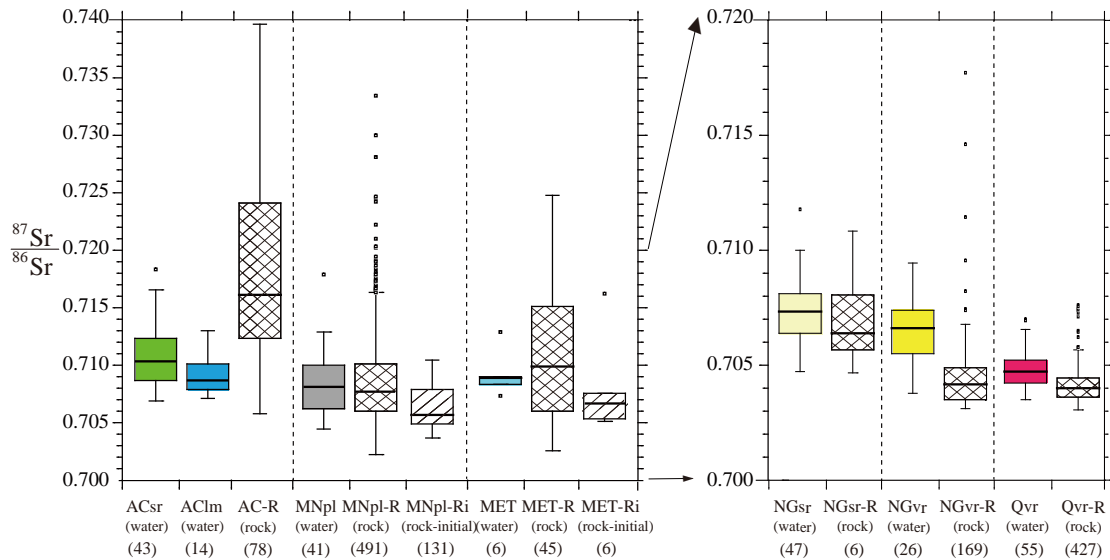 0.740
0.735
0.730
0.725
0.720
0.715
0.710
0.705
0.700
87Sr
86Sr
ACsr AClm AC-R MNpl MNpl-R MNpl-Ri MET MET-R MET-Ri
(water) (water) (rock) (water) (rock) (rock-initial) (water) (rock) (rock-initial)
(43) (14) (78) (41) (491) (131) (6) (45) (6)
0.720
0.715
0.710
0.705
0.700
NGsr NGsr-R NGvr NGvr-R Qvr Qvr-R
(water) (rock) (water) (rock) (water) (rock)
(47) (6) (26) (169) (55) (427)